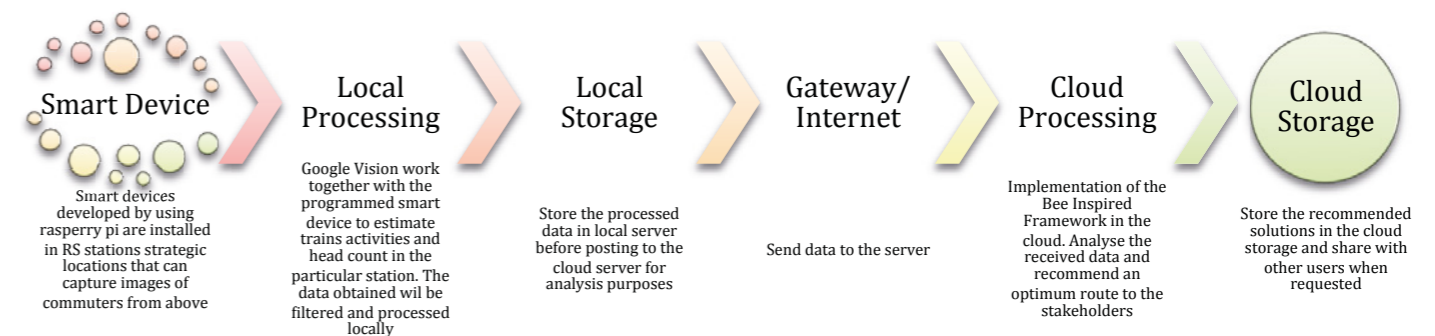 Smart Device
Smart devices
developed by using
rasperry pi are installed
in RS stations strategic
locations that can
capture images of
commuters from above
Local
Processing
Google Vision work
together with the
programmed smart
device to estimate
trains activities and
head count in the
particular station. The
data obtained wil be
filtered and processed
locally
Local
Storage
Store the processed
data in local server
before posting to the
cloud server for
analysis purposes
Gateway/
Internet
Send data to the server
Cloud
Processing
Implementation of the
Bee Inspired
Framework in the
cloud. Analyse the
received data and
recommend an
optimum route to the
stakeholders
Cloud
Storage
Store the recommended
solutions in the cloud
storage and share with
other users when
requested